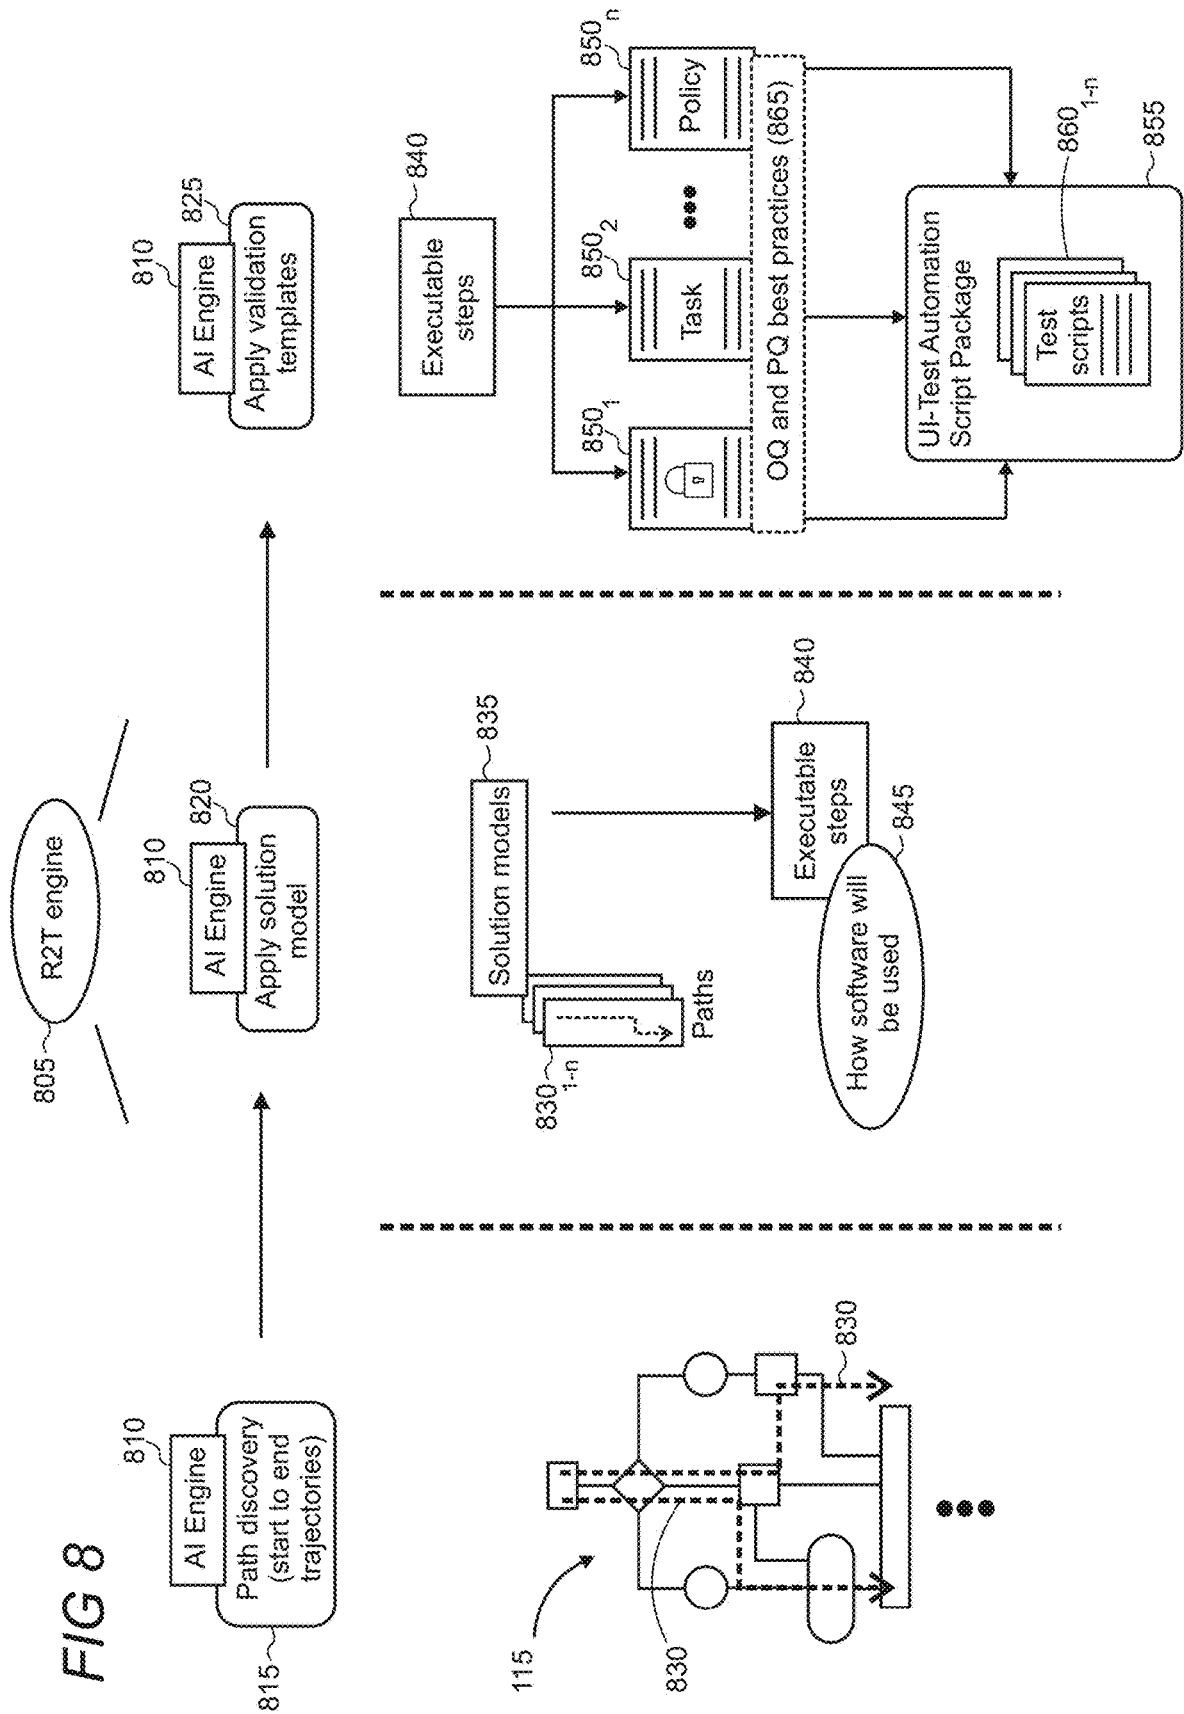 FIG 8
805
R2T engine
810
AI Engine
Path discovery
(start to end
trajectories)
815
810
820
AI Engine
Apply solution
model
810
825
AI Engine
Apply validation
templates
115
830
830
835
Solution models
830 1-n
Paths
840
Executable
steps
845
How software will
be used
840
Executable
steps
850 1
850 2
850 n
Task
Policy
OQ and PQ best practices (865)
UI-Test Automation
Script Package
Test
scripts
860 1-n
855